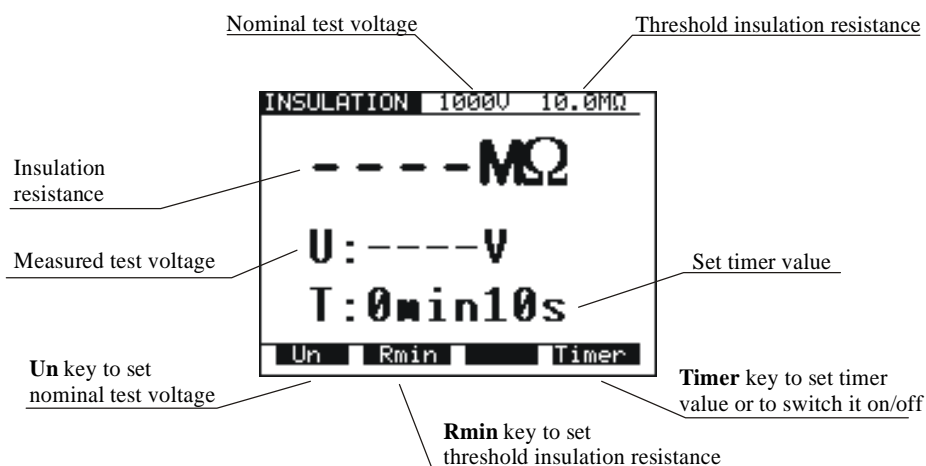 Nominal test voltage
Threshold insulation resistance
INSULATION 1000V 10.0MΩ
Insulation
resistance
----MΩ
Measured test voltage
U:----V
Set timer value
T:0min10s
Un Rmin Timer
Un key to set
nominal test voltage
Timer key to set timer
value or to switch it on/off
Rmin key to set
threshold insulation resistance